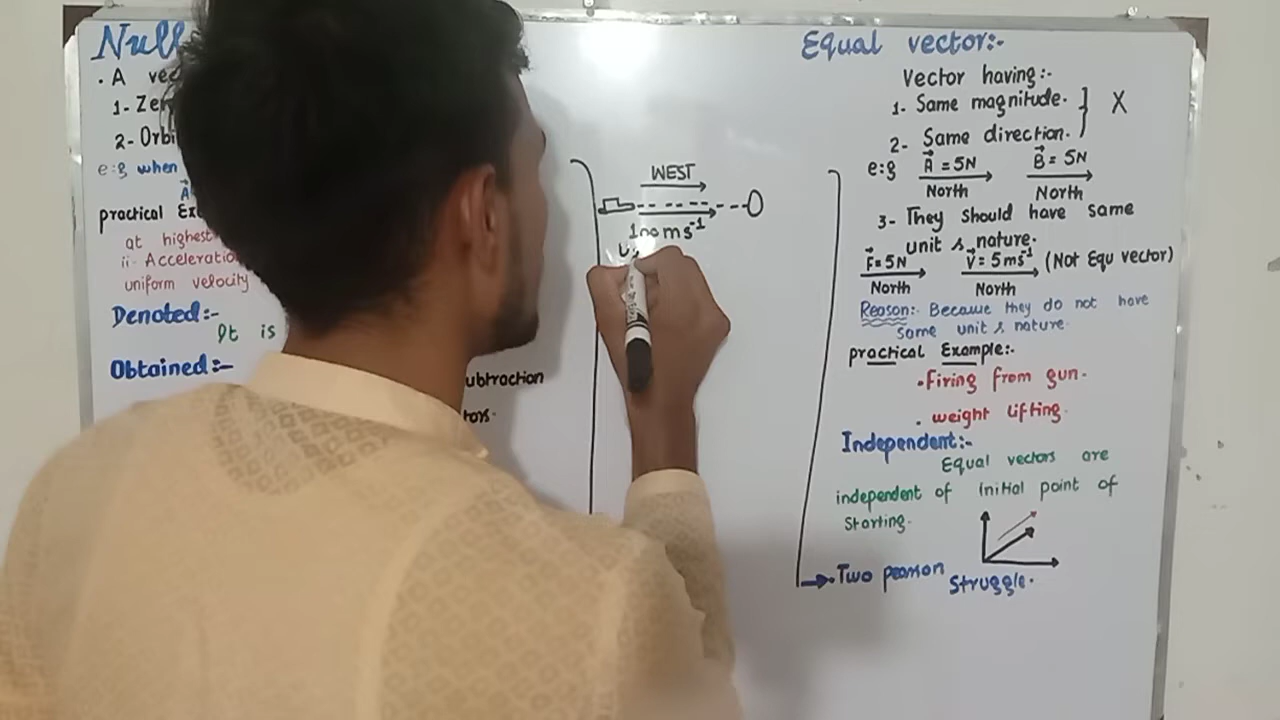 Null
· A vec
1- Zer
2- Orbi
e:g when
A
practical Ex
at highest
ii- Acceleratio
uniform velocity
Denoted:-
It is
Obtained:-
ubtraction
tors.
WEST
100 ms⁻¹
Equal vector:-
Vector having:-
1- Same magnitude. } X
2- Same direction.
e:g A⃗ = 5N B⃗ = 5N
North North
3- They Should have Same
unit & nature.
F⃗ = 5N V⃗ = 5 ms⁻¹ (Not Equ vector)
North North
Reason:- Because they do not have
same unit & nature.
practical Example:-
· Firing from gun.
. weight lifting.
Independent:-
Equal vectors are
independent of initial point of
starting.
→ · Two person struggle.